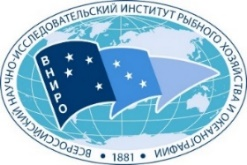 ВСЕРОССИЙСКИЙ НАУЧНО-ИССЛЕДОВАТЕЛЬСКИЙ ИНСТИТУТ РЫБНОГО ХОЗЯЙСТВА И ОКЕАНОГРАФИИ
ВНИРО
• 1881 •